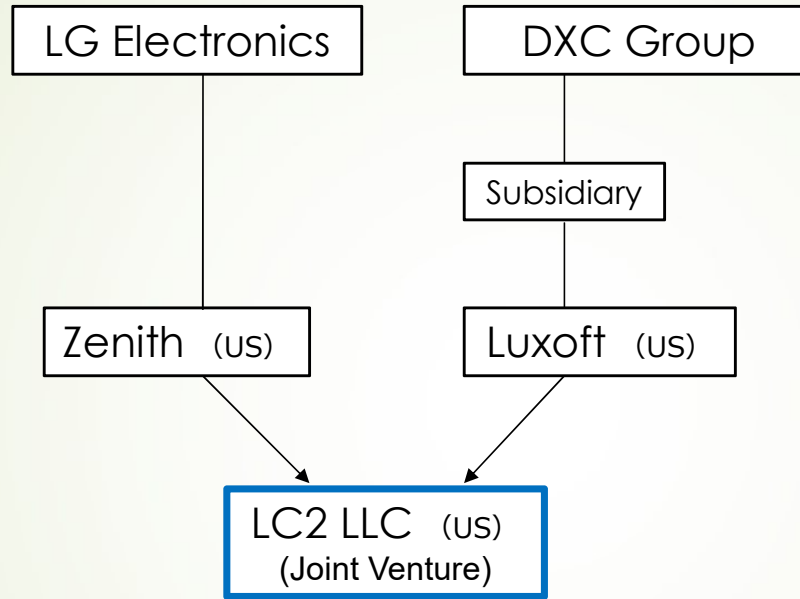 LG Electronics
DXC Group
Subsidiary
Zenith (US)
Luxoft (US)
LC2 LLC (US)
(Joint Venture)